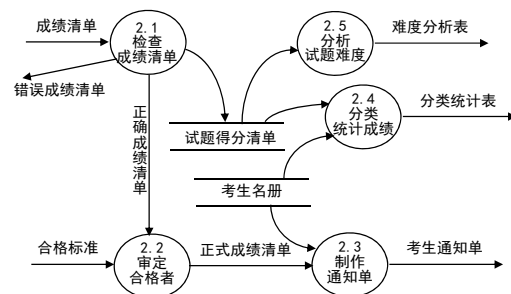 成绩清单
2.1
检查
成绩清单
2.5
分析
试题难度
难度分析表
错误成绩清单
正确成绩清单
试题得分清单
2.4
分类
统计成绩
分类统计表
考生名册
合格标准
2.2
审定
合格者
正式成绩清单
2.3
制作
通知单
考生通知单